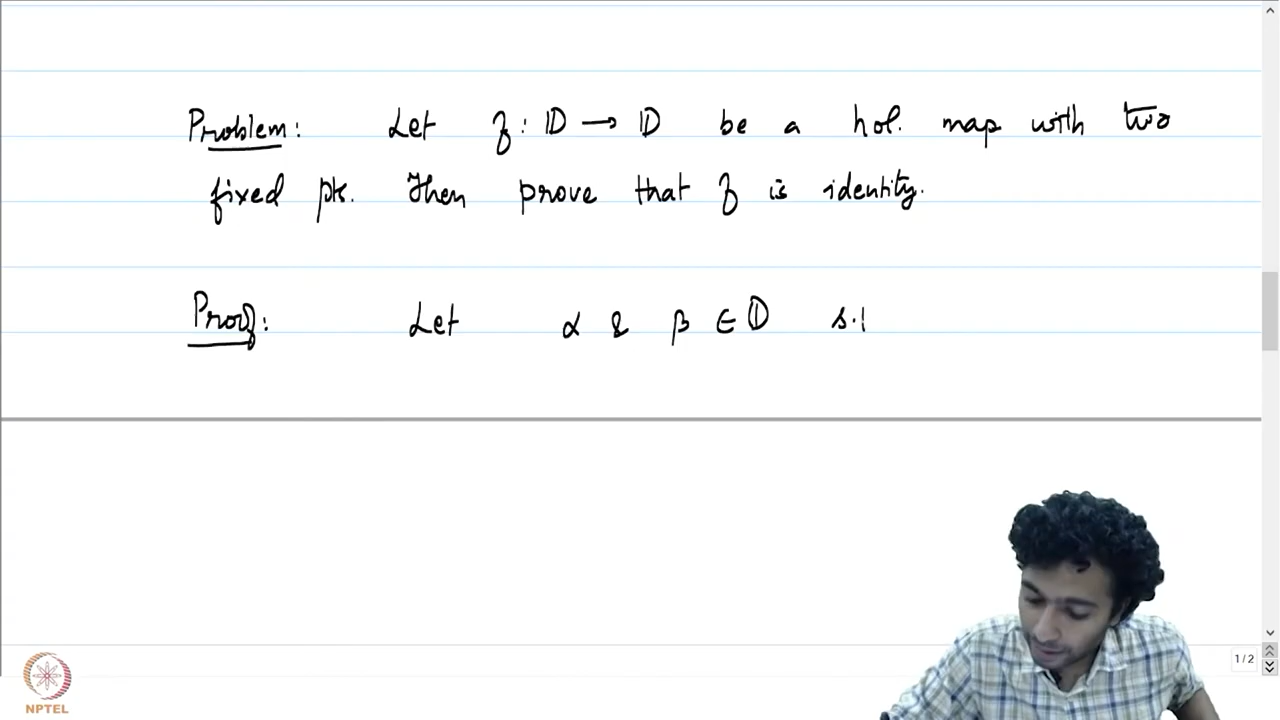 Problem: Let f: 𝔻 → 𝔻 be a hol. map with two
fixed pts. Then prove that f is identity.
Proof: Let α & β ∈ 𝔻 s.t
1 / 2
NPTEL